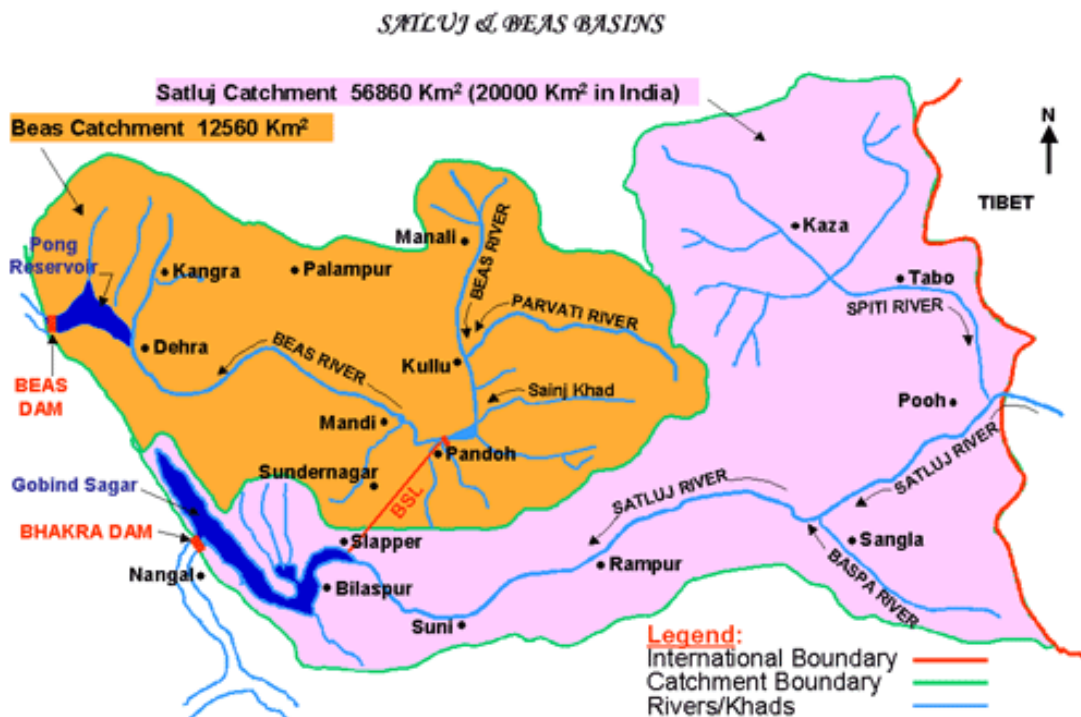 SATLUJ & BEAS BASINS
Satluj Catchment 56860 Km² (20000 Km² in India)
Beas Catchment 12560 Km²
N
TIBET
Manali
BEAS RIVER
Kaza
Pong
Reservoir
Kangra
Palampur
Tabo
PARVATI RIVER
SPITI RIVER
Dehra
BEAS RIVER
Kullu
BEAS
DAM
Sainj Khad
Pooh
Mandi
Pandoh
Sundernagar
SATLUJ RIVER
Gobind Sagar
BSL
SATLUJ RIVER
BHAKRA DAM
Slapper
Sangla
Nangal
Rampur
BASPA RIVER
Bilaspur
Suni
Legend:
International Boundary
Catchment Boundary
Rivers/Khads